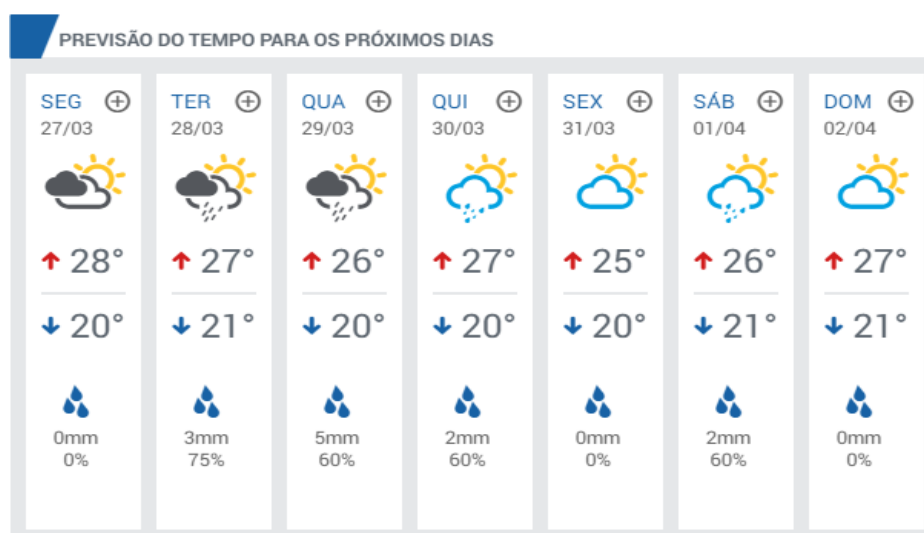 PREVISÃO DO TEMPO PARA OS PRÓXIMOS DIAS
SEG
27/03
28°
20°
0mm
0%
TER
28/03
27°
21°
3mm
75%
QUA
29/03
26°
20°
5mm
60%
QUI
30/03
27°
20°
2mm
60%
SEX
31/03
25°
20°
0mm
0%
SÁB
01/04
26°
21°
2mm
60%
DOM
02/04
27°
21°
0mm
0%